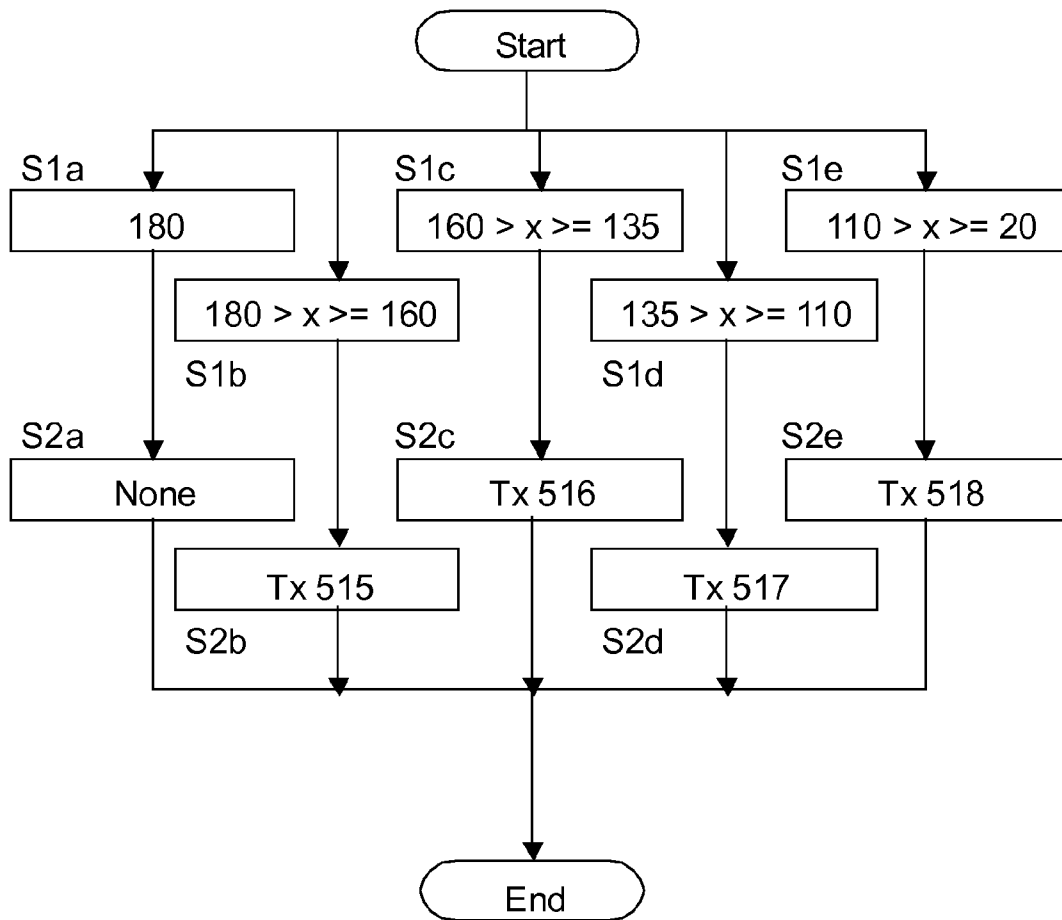 Start
S1a
S1c
S1e
180
160 > x >= 135
110 > x >= 20
180 > x >= 160
135 > x >= 110
S1b
S1d
S2a
S2c
S2e
None
Tx 516
Tx 518
Tx 515
Tx 517
S2b
S2d
End